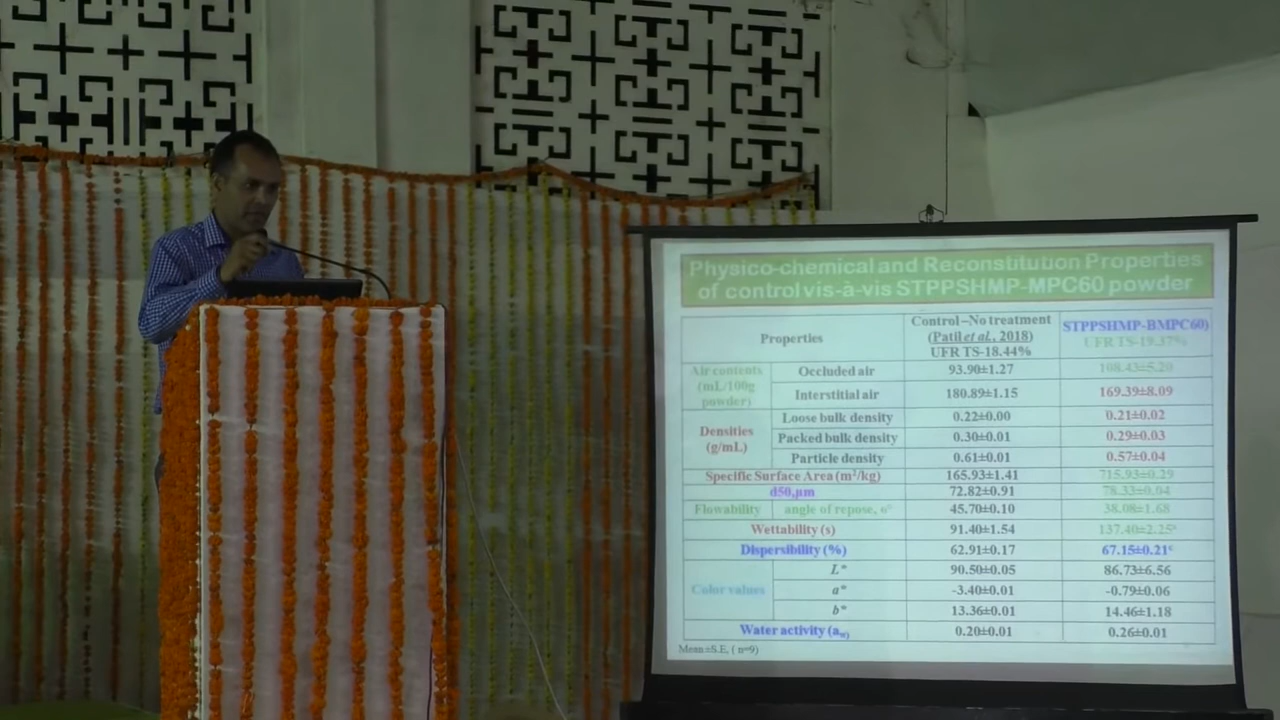 Physico-chemical and Reconstitution Properties
of control vis-à-vis STPPSHMP-MPC60 powder
Properties
Control –No treatment
(Patil et al., 2018)
UFR TS-18.44%
STPPSHMP-BMPC60)
UFR TS-19.37%
Air contents
(mL/100g
powder)
Occluded air
93.90±1.27
108.43±5.20
Interstitial air
180.89±1.15
169.39±8.09
Densities
(g/mL)
Loose bulk density
0.22±0.00
0.21±0.02
Packed bulk density
0.30±0.01
0.29±0.03
Particle density
0.61±0.01
0.57±0.04
Specific Surface Area (m²/kg)
165.93±1.41
715.93±0.29
d50,µm
72.82±0.91
78.33±0.04
Flowability
angle of repose, θ°
45.70±0.10
38.08±1.68
Wettability (s)
91.40±1.54
Dispersibility (%)
62.91±0.17
67.15±0.21ᶜ
Color values
L*
90.50±0.05
86.73±6.56
a*
-3.40±0.01
-0.79±0.06
b*
13.36±0.01
14.46±1.18
Water activity (aw)
0.20±0.01
0.26±0.01
Mean ±S.E, ( n=9)